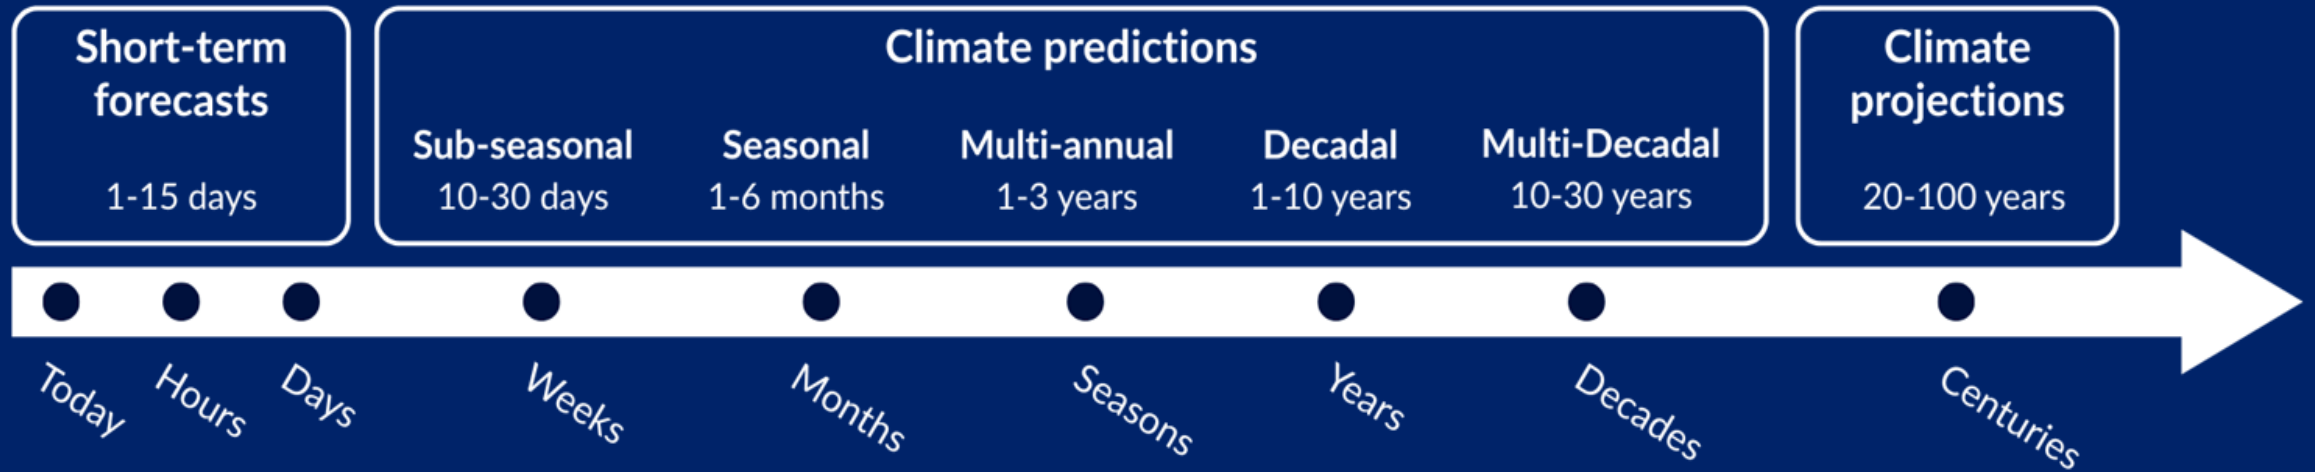 Short-term
forecasts
1-15 days
Climate predictions
Sub-seasonal
10-30 days
Seasonal
1-6 months
Multi-annual
1-3 years
Decadal
1-10 years
Multi-Decadal
10-30 years
Climate
projections
20-100 years
Today
Hours
Days
Weeks
Months
Seasons
Years
Decades
Centuries